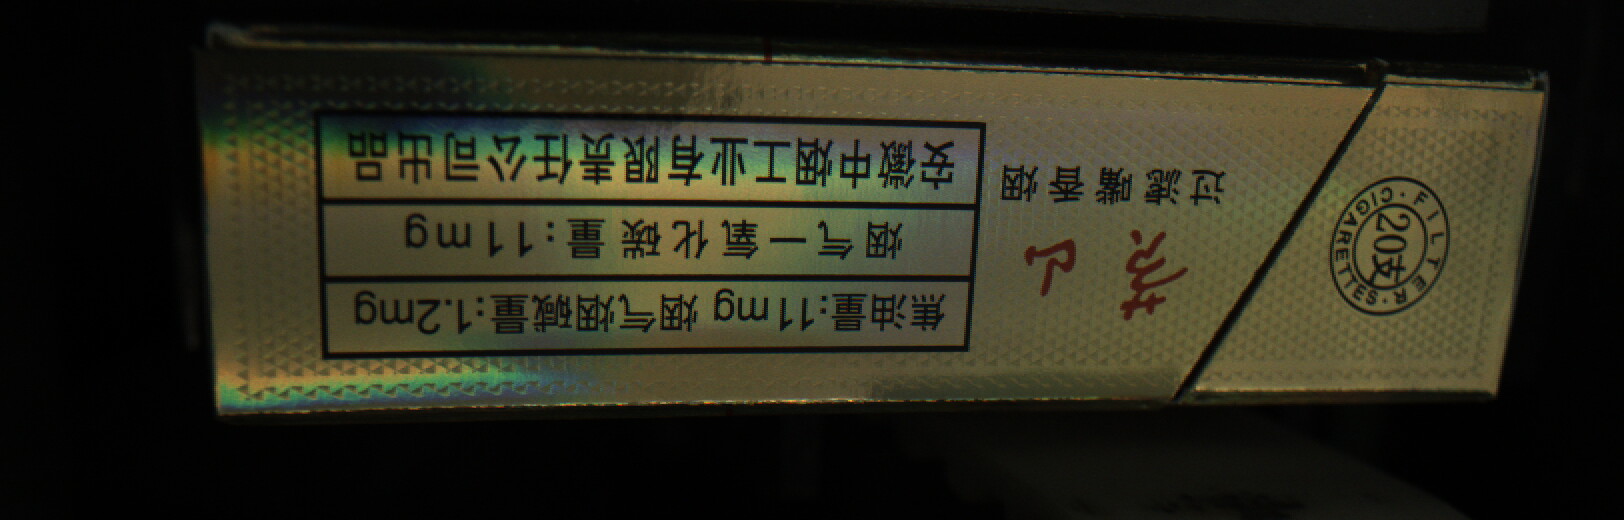 FILTER · CIGARETTES ·
20支
黄山
过滤嘴香烟
焦油量:11mg 烟气烟碱量:1.2mg
烟气一氧化碳量:11mg
安徽中烟工业有限责任公司出品